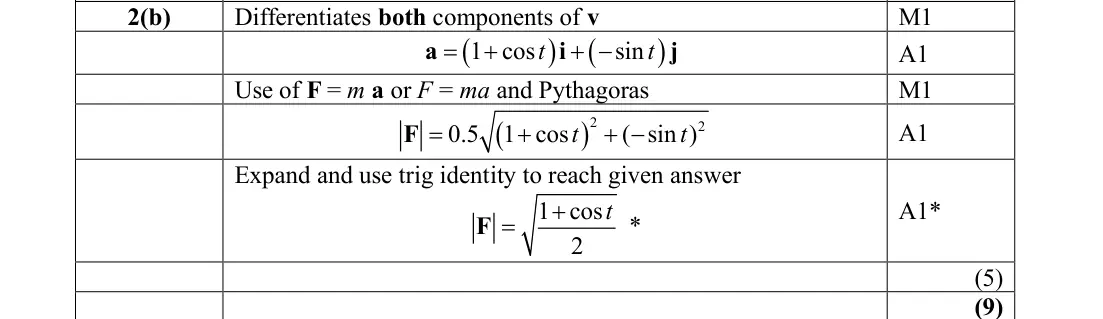 2(b) Differentiates both components of v M1
a = (1 + cos t) i + (− sin t) j A1
Use of F = m a or F = ma and Pythagoras M1
|F| = 0.5√((1 + cos t)² + (− sin t)²) A1
Expand and use trig identity to reach given answer
|F| = √((1 + cos t)/2) * A1*
(5)
(9)